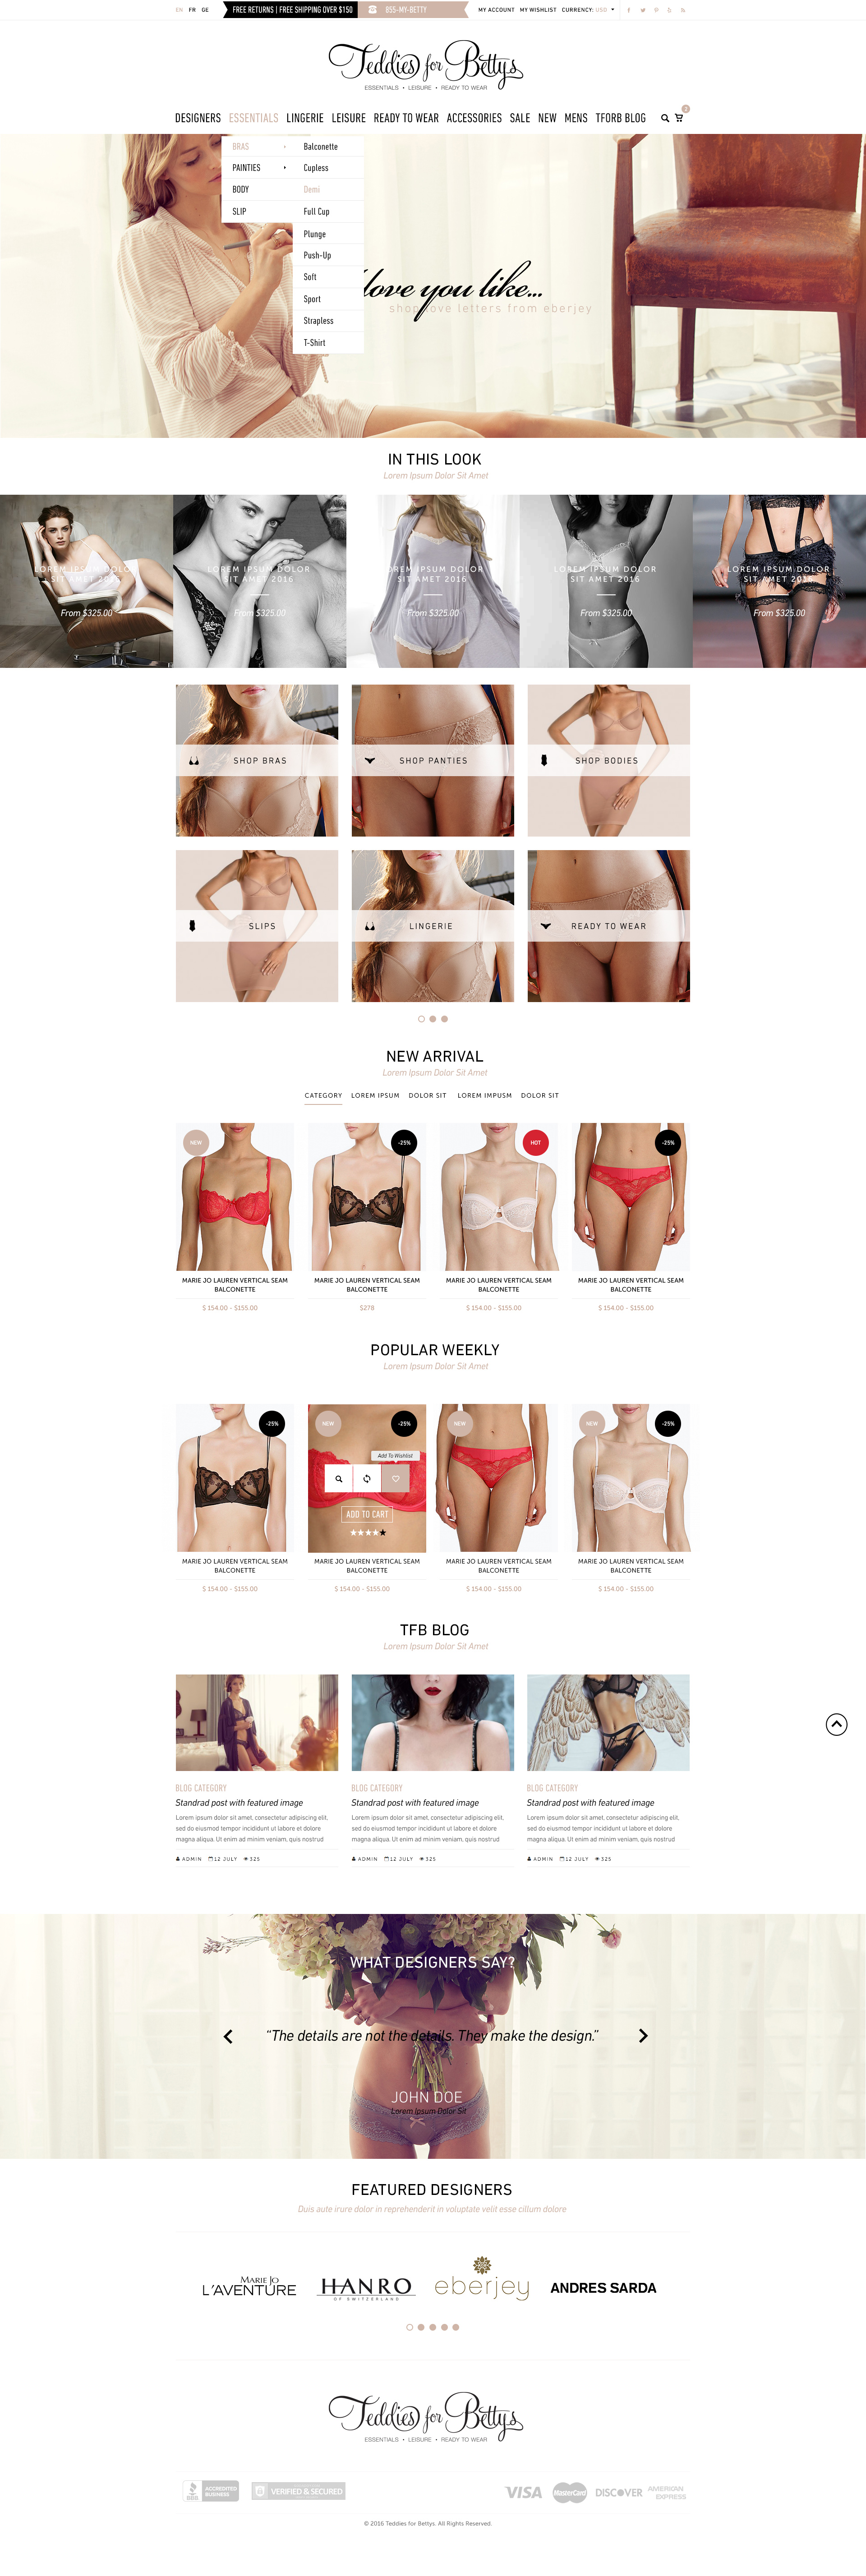 EN FR GE
FREE RETURNS | FREE SHIPPING OVER $150
855-MY-BETTY
MY ACCOUNT MY WISHLIST CURRENCY: USD
Teddies for Bettys
ESSENTIALS • LEISURE • READY TO WEAR
DESIGNERS ESSENTIALS LINGERIE LEISURE READY TO WEAR ACCESSORIES SALE NEW MENS TFORB BLOG
BRAS
PAINTIES
BODY
SLIP
Balconette
Cupless
Demi
Full Cup
Plunge
Push-Up
Soft
Sport
Strapless
T-Shirt
love you like...
shop love letters from eberjey
IN THIS LOOK
Lorem Ipsum Dolor Sit Amet
LOREM IPSUM DOLOR
SIT AMET 2016
From $325.00
LOREM IPSUM DOLOR
SIT AMET 2016
From $325.00
LOREM IPSUM DOLOR
SIT AMET 2016
From $325.00
LOREM IPSUM DOLOR
SIT AMET 2016
From $325.00
LOREM IPSUM DOLOR
SIT AMET 2016
From $325.00
SHOP BRAS
SHOP PANTIES
SHOP BODIES
SLIPS
LINGERIE
READY TO WEAR
NEW ARRIVAL
Lorem Ipsum Dolor Sit Amet
CATEGORY LOREM IPSUM DOLOR SIT LOREM IMPUSM DOLOR SIT
NEW
-25%
HOT
-25%
MARIE JO LAUREN VERTICAL SEAM
BALCONETTE
$ 154.00 - $155.00
MARIE JO LAUREN VERTICAL SEAM
BALCONETTE
$278
MARIE JO LAUREN VERTICAL SEAM
BALCONETTE
$ 154.00 - $155.00
MARIE JO LAUREN VERTICAL SEAM
BALCONETTE
$ 154.00 - $155.00
POPULAR WEEKLY
Lorem Ipsum Dolor Sit Amet
-25%
NEW
-25%
NEW
NEW
-25%
Add To Wishlist
ADD TO CART
MARIE JO LAUREN VERTICAL SEAM
BALCONETTE
$ 154.00 - $155.00
MARIE JO LAUREN VERTICAL SEAM
BALCONETTE
$ 154.00 - $155.00
MARIE JO LAUREN VERTICAL SEAM
BALCONETTE
$ 154.00 - $155.00
MARIE JO LAUREN VERTICAL SEAM
BALCONETTE
$ 154.00 - $155.00
TFB BLOG
Lorem Ipsum Dolor Sit Amet
BLOG CATEGORY
Standrad post with featured image
Lorem ipsum dolor sit amet, consectetur adipiscing elit,
sed do eiusmod tempor incididunt ut labore et dolore
magna aliqua. Ut enim ad minim veniam, quis nostrud
ADMIN 12 JULY 325
BLOG CATEGORY
Standrad post with featured image
Lorem ipsum dolor sit amet, consectetur adipiscing elit,
sed do eiusmod tempor incididunt ut labore et dolore
magna aliqua. Ut enim ad minim veniam, quis nostrud
ADMIN 12 JULY 325
BLOG CATEGORY
Standrad post with featured image
Lorem ipsum dolor sit amet, consectetur adipiscing elit,
sed do eiusmod tempor incididunt ut labore et dolore
magna aliqua. Ut enim ad minim veniam, quis nostrud
ADMIN 12 JULY 325
WHAT DESIGNERS SAY?
"The details are not the details. They make the design."
JOHN DOE
Lorem Ipsum Dolor Sit
FEATURED DESIGNERS
Duis aute irure dolor in reprehenderit in voluptate velit esse cillum dolore
MARIE JO
L'AVENTURE
HANRO
OF SWITZERLAND
eberjey
ANDRES SARDA
Teddies for Bettys
ESSENTIALS • LEISURE • READY TO WEAR
BBB
ACCREDITED
BUSINESS
VERIFIED & SECURED
VISA
MasterCard
DISCOVER
AMERICAN
EXPRESS
© 2016 Teddies for Bettys. All Rights Reserved.